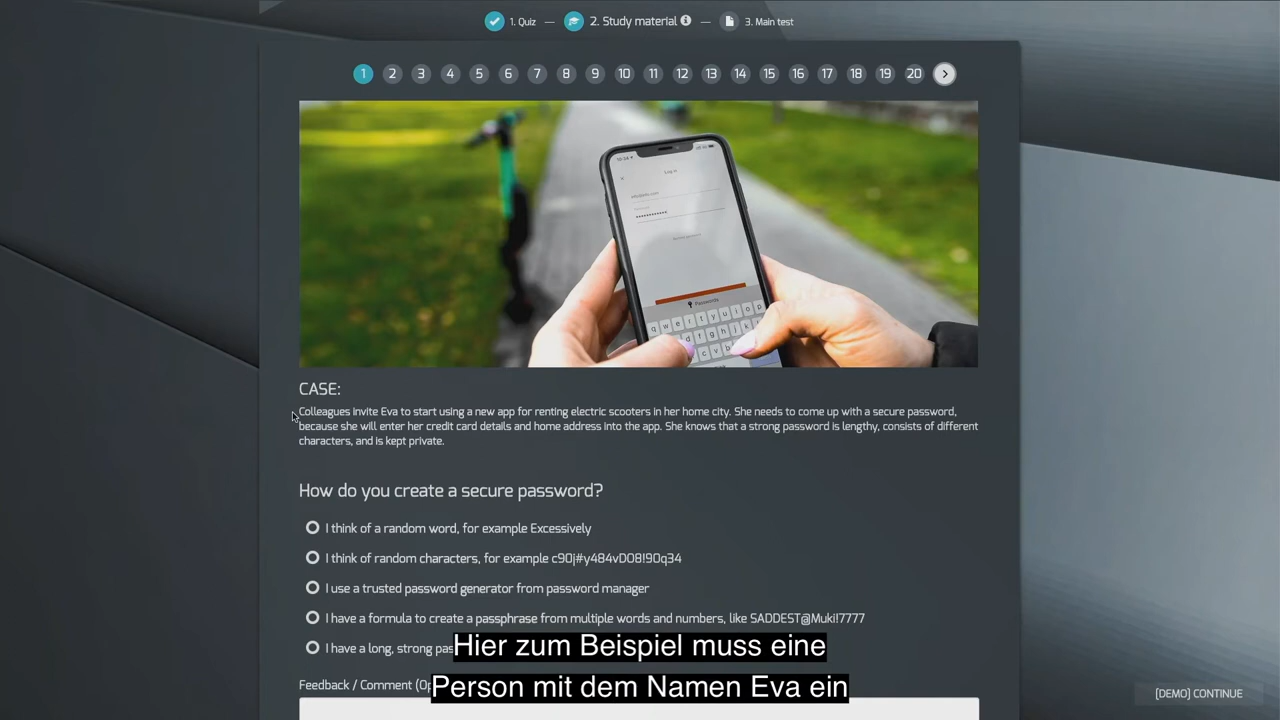 1. Quiz — 2. Study material — 3. Main test
1 2 3 4 5 6 7 8 9 10 11 12 13 14 15 16 17 18 19 20
Log in
Passwords
q w e r t y u i o p
CASE:
Colleagues invite Eva to start using a new app for renting electric scooters in her home city. She needs to come up with a secure password,
because she will enter her credit card details and home address into the app. She knows that a strong password is lengthy, consists of different
characters, and is kept private.
How do you create a secure password?
I think of a random word, for example Excessively
I think of random characters, for example c90j#y484vD08!90q34
I use a trusted password generator from password manager
I have a formula to create a passphrase from multiple words and numbers, like SADDEST@Muki!7777
I have a long, strong
Hier zum Beispiel muss eine
Person mit dem Namen Eva ein
Feedback / Comment
[DEMO] CONTINUE